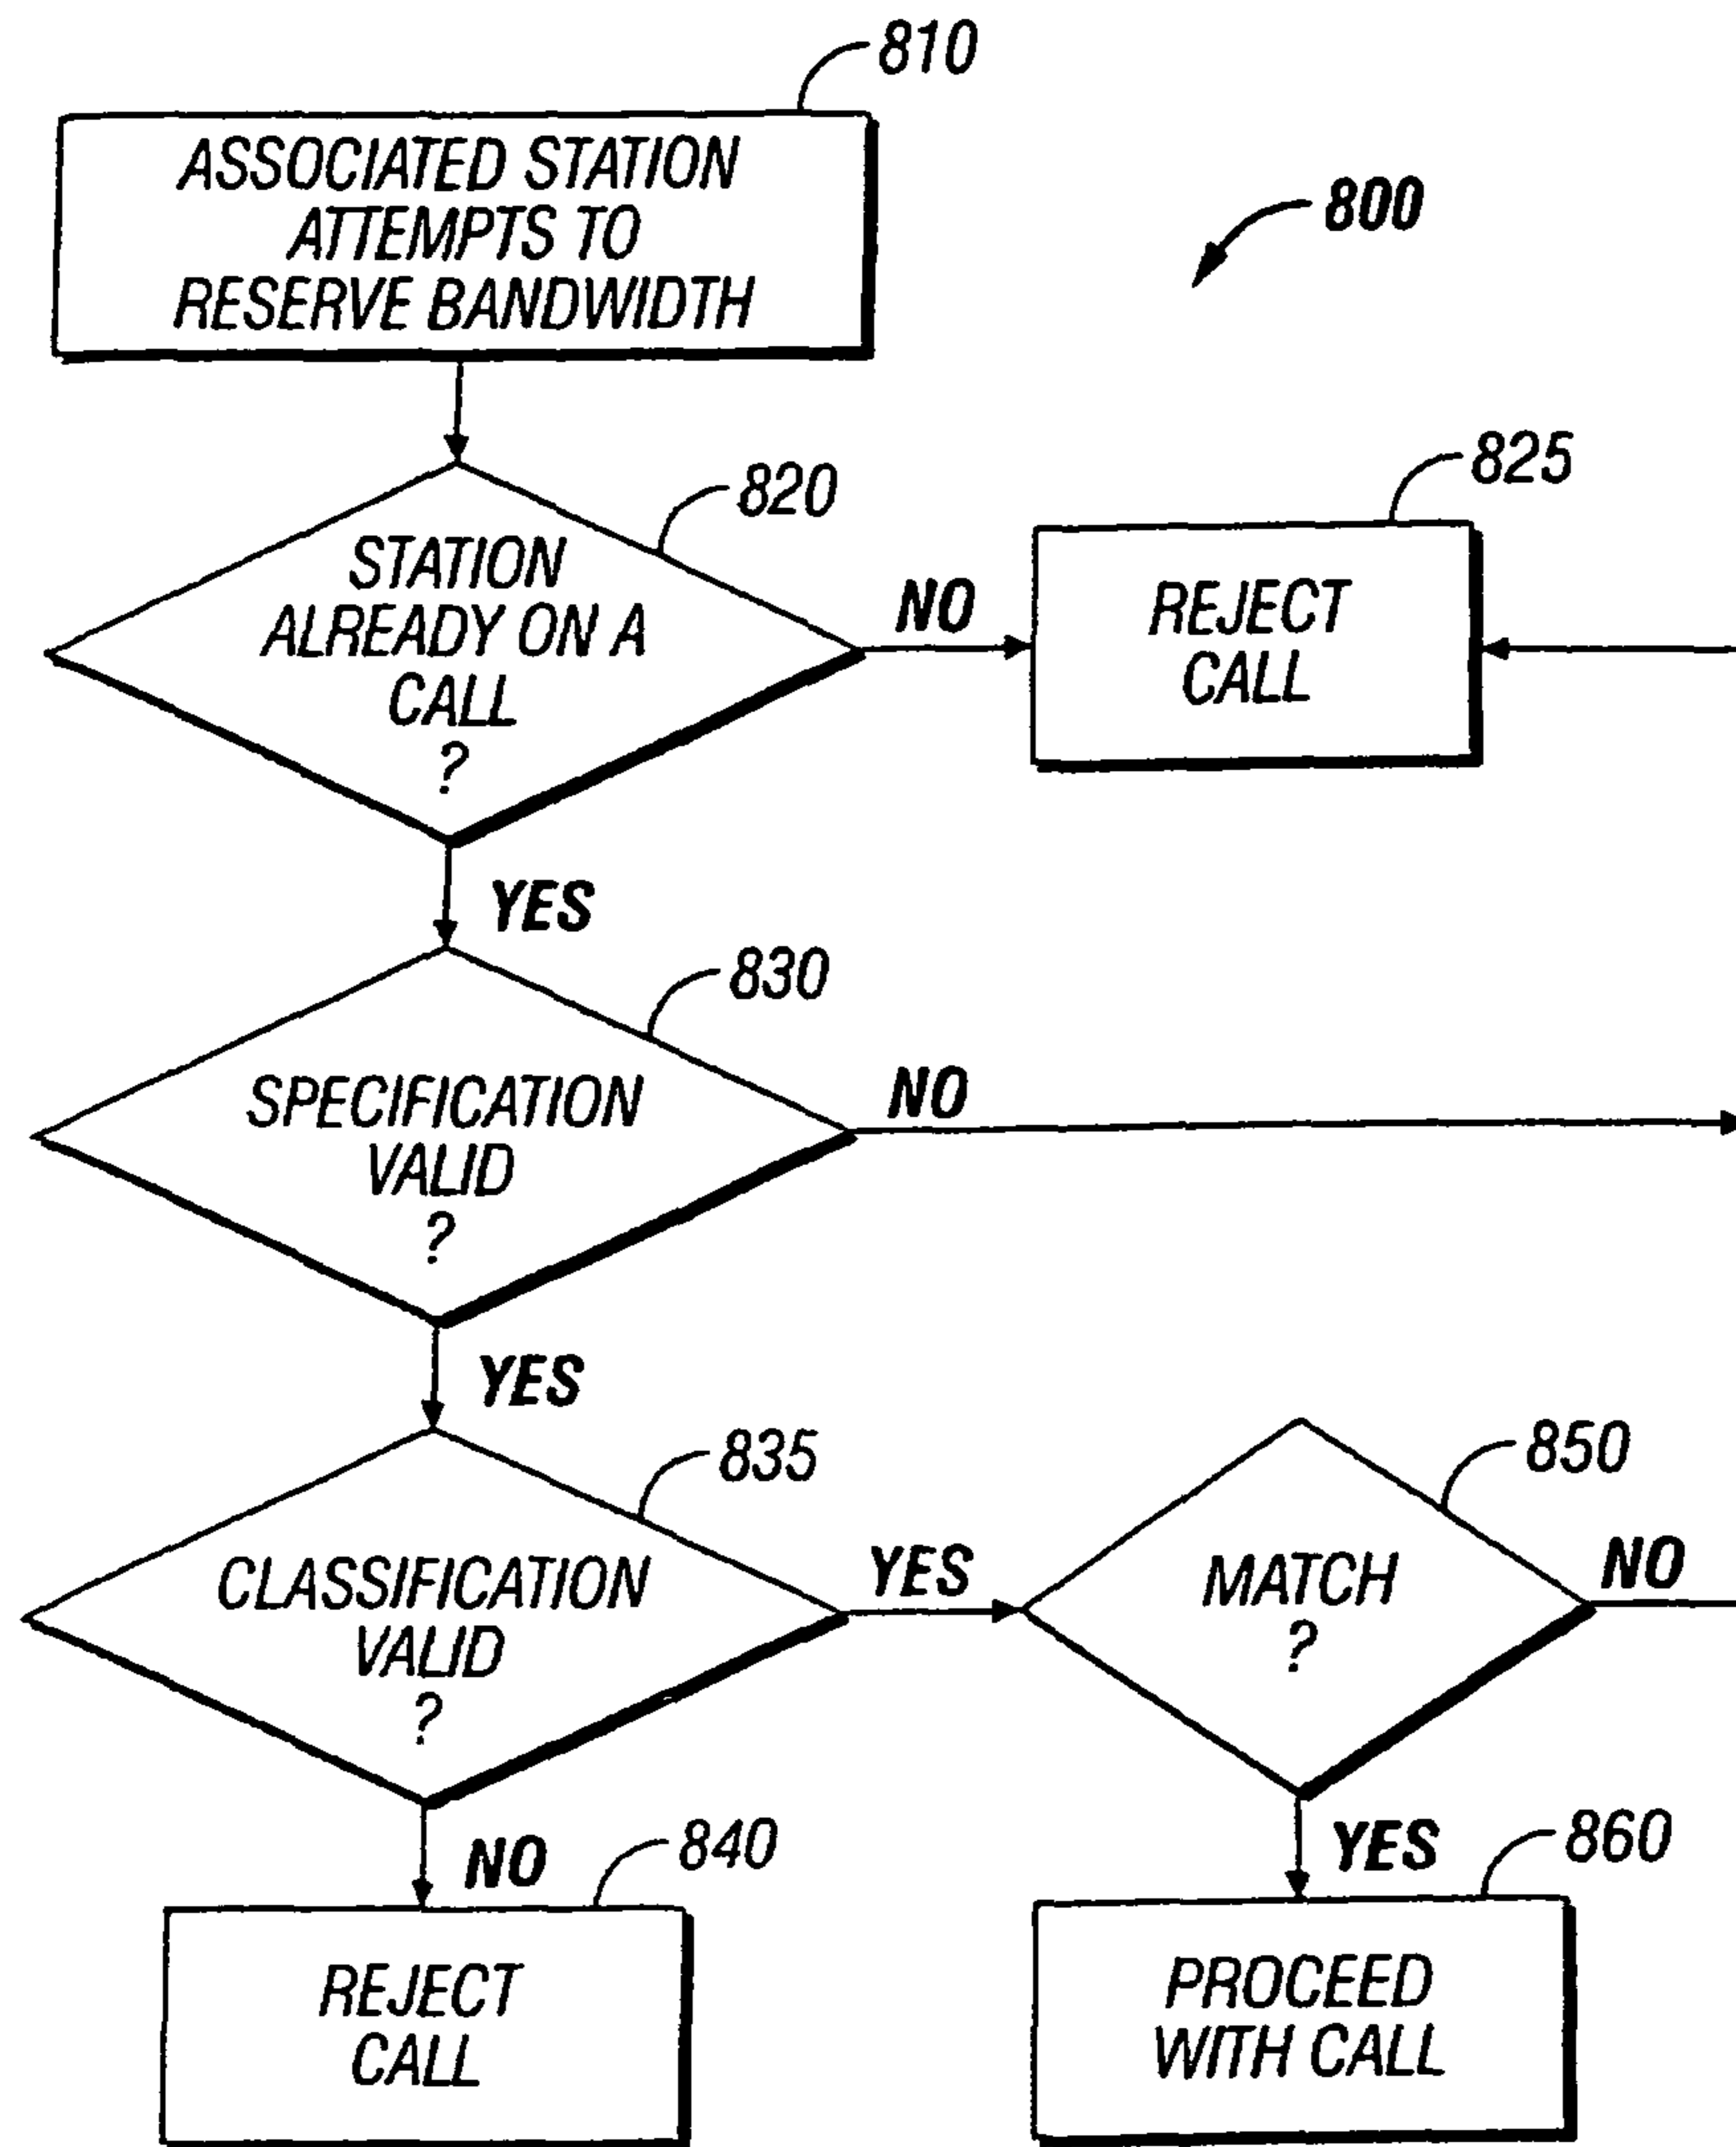 810
ASSOCIATED STATION
ATTEMPTS TO
RESERVE BANDWIDTH
800
820
STATION
ALREADY ON A
CALL
?
NO
825
REJECT
CALL
YES
830
SPECIFICATION
VALID
?
NO
YES
835
CLASSIFICATION
VALID
?
YES
850
MATCH
?
NO
NO
840
REJECT
CALL
YES
860
PROCEED
WITH CALL